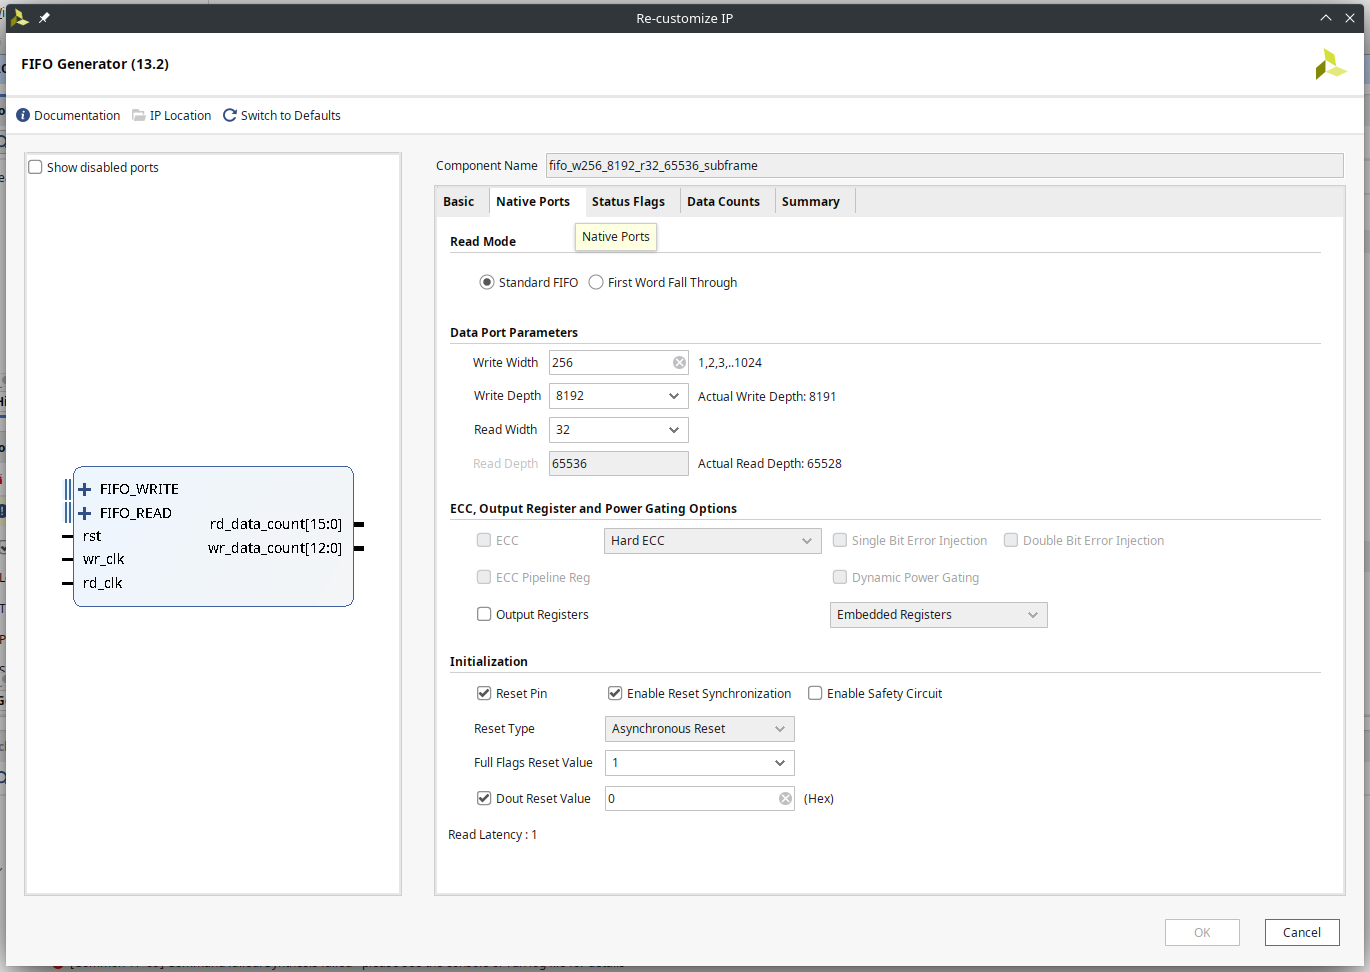 Re-customize IP
FIFO Generator (13.2)
Documentation IP Location Switch to Defaults
Show disabled ports
FIFO_WRITE
FIFO_READ
rst
wr_clk
rd_clk
rd_data_count[15:0]
wr_data_count[12:0]
Component Name fifo_w256_8192_r32_65536_subframe
Basic Native Ports Status Flags Data Counts Summary
Native Ports
Read Mode
Standard FIFO First Word Fall Through
Data Port Parameters
Write Width 256 1,2,3,..1024
Write Depth 8192 Actual Write Depth: 8191
Read Width 32
Read Depth 65536 Actual Read Depth: 65528
ECC, Output Register and Power Gating Options
ECC Hard ECC Single Bit Error Injection Double Bit Error Injection
ECC Pipeline Reg Dynamic Power Gating
Output Registers Embedded Registers
Initialization
Reset Pin Enable Reset Synchronization Enable Safety Circuit
Reset Type Asynchronous Reset
Full Flags Reset Value 1
Dout Reset Value 0 (Hex)
Read Latency : 1
OK Cancel